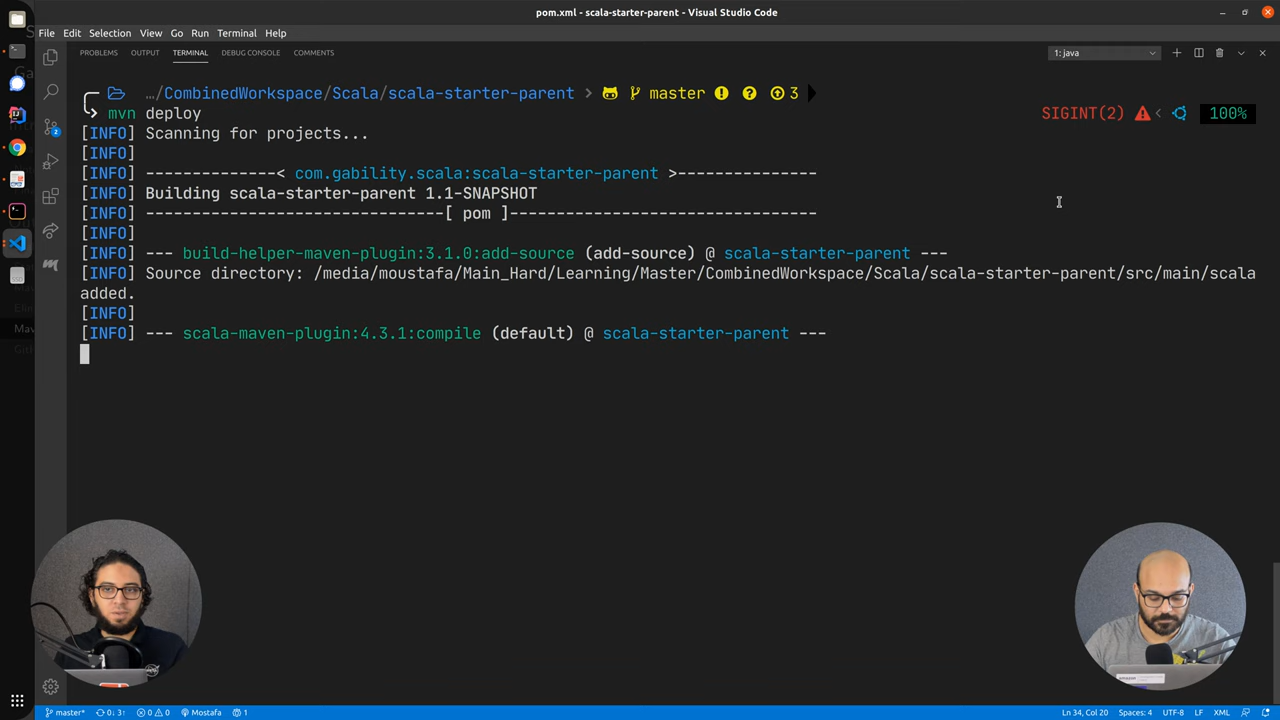 pom.xml - scala-starter-parent - Visual Studio Code
File Edit Selection View Go Run Terminal Help
PROBLEMS OUTPUT TERMINAL DEBUG CONSOLE COMMENTS 1: java
…/CombinedWorkspace/Scala/scala-starter-parent master 3
mvn deploy SIGINT(2) 100%
[INFO] Scanning for projects...
[INFO]
[INFO] --------------< com.gability.scala:scala-starter-parent >---------------
[INFO] Building scala-starter-parent 1.1-SNAPSHOT
[INFO] --------------------------------[ pom ]---------------------------------
[INFO]
[INFO] --- build-helper-maven-plugin:3.1.0:add-source (add-source) @ scala-starter-parent ---
[INFO] Source directory: /media/moustafa/Main_Hard/Learning/Master/CombinedWorkspace/Scala/scala-starter-parent/src/main/scala
added.
[INFO]
[INFO] --- scala-maven-plugin:4.3.1:compile (default) @ scala-starter-parent ---
master* 0↓ 3↑ 0 0 Mostafa 1 Ln 34, Col 20 Spaces: 4 UTF-8 LF XML